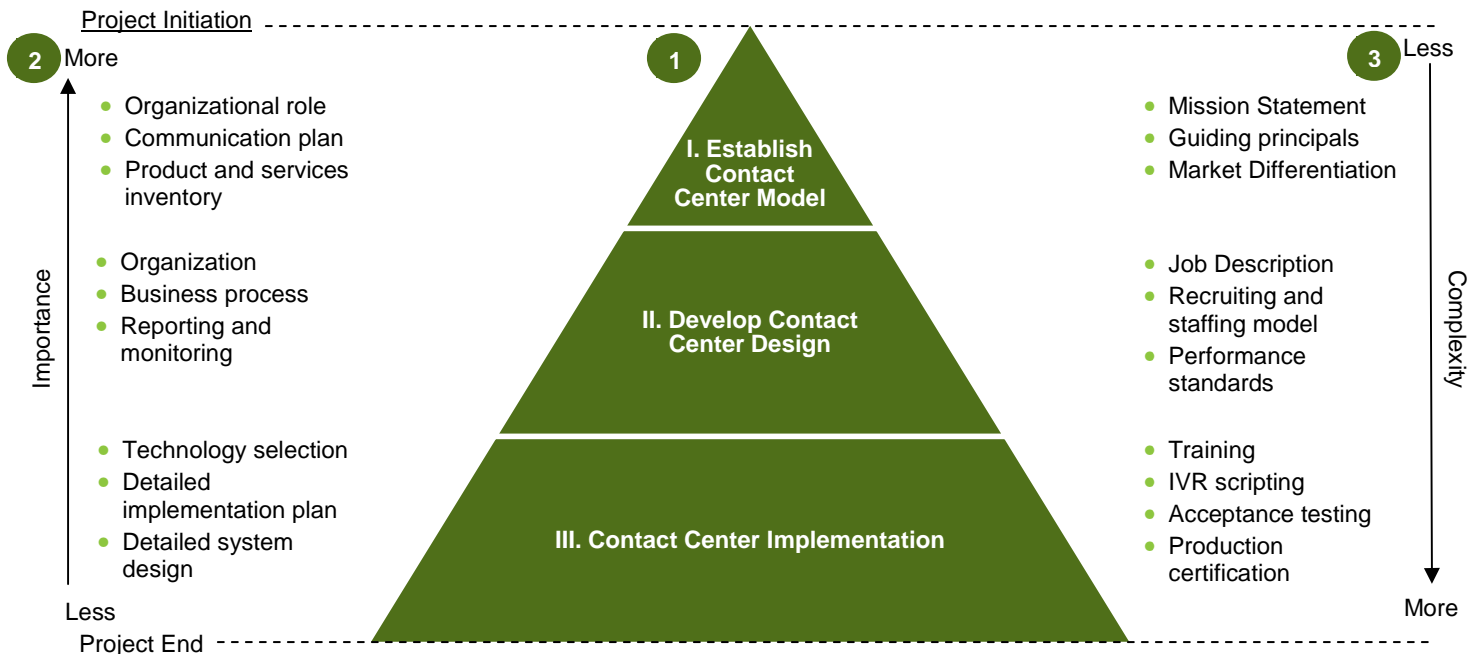 Project Initiation
2
More
1
3
Less
Organizational role
Communication plan
Product and services
inventory
I. Establish
Contact
Center Model
Mission Statement
Guiding principals
Market Differentiation
Importance
Organization
Business process
Reporting and
monitoring
II. Develop Contact
Center Design
Job Description
Recruiting and
staffing model
Performance
standards
Complexity
Technology selection
Detailed
implementation plan
Detailed system
design
III. Contact Center Implementation
Training
IVR scripting
Acceptance testing
Production
certification
Less
More
Project End